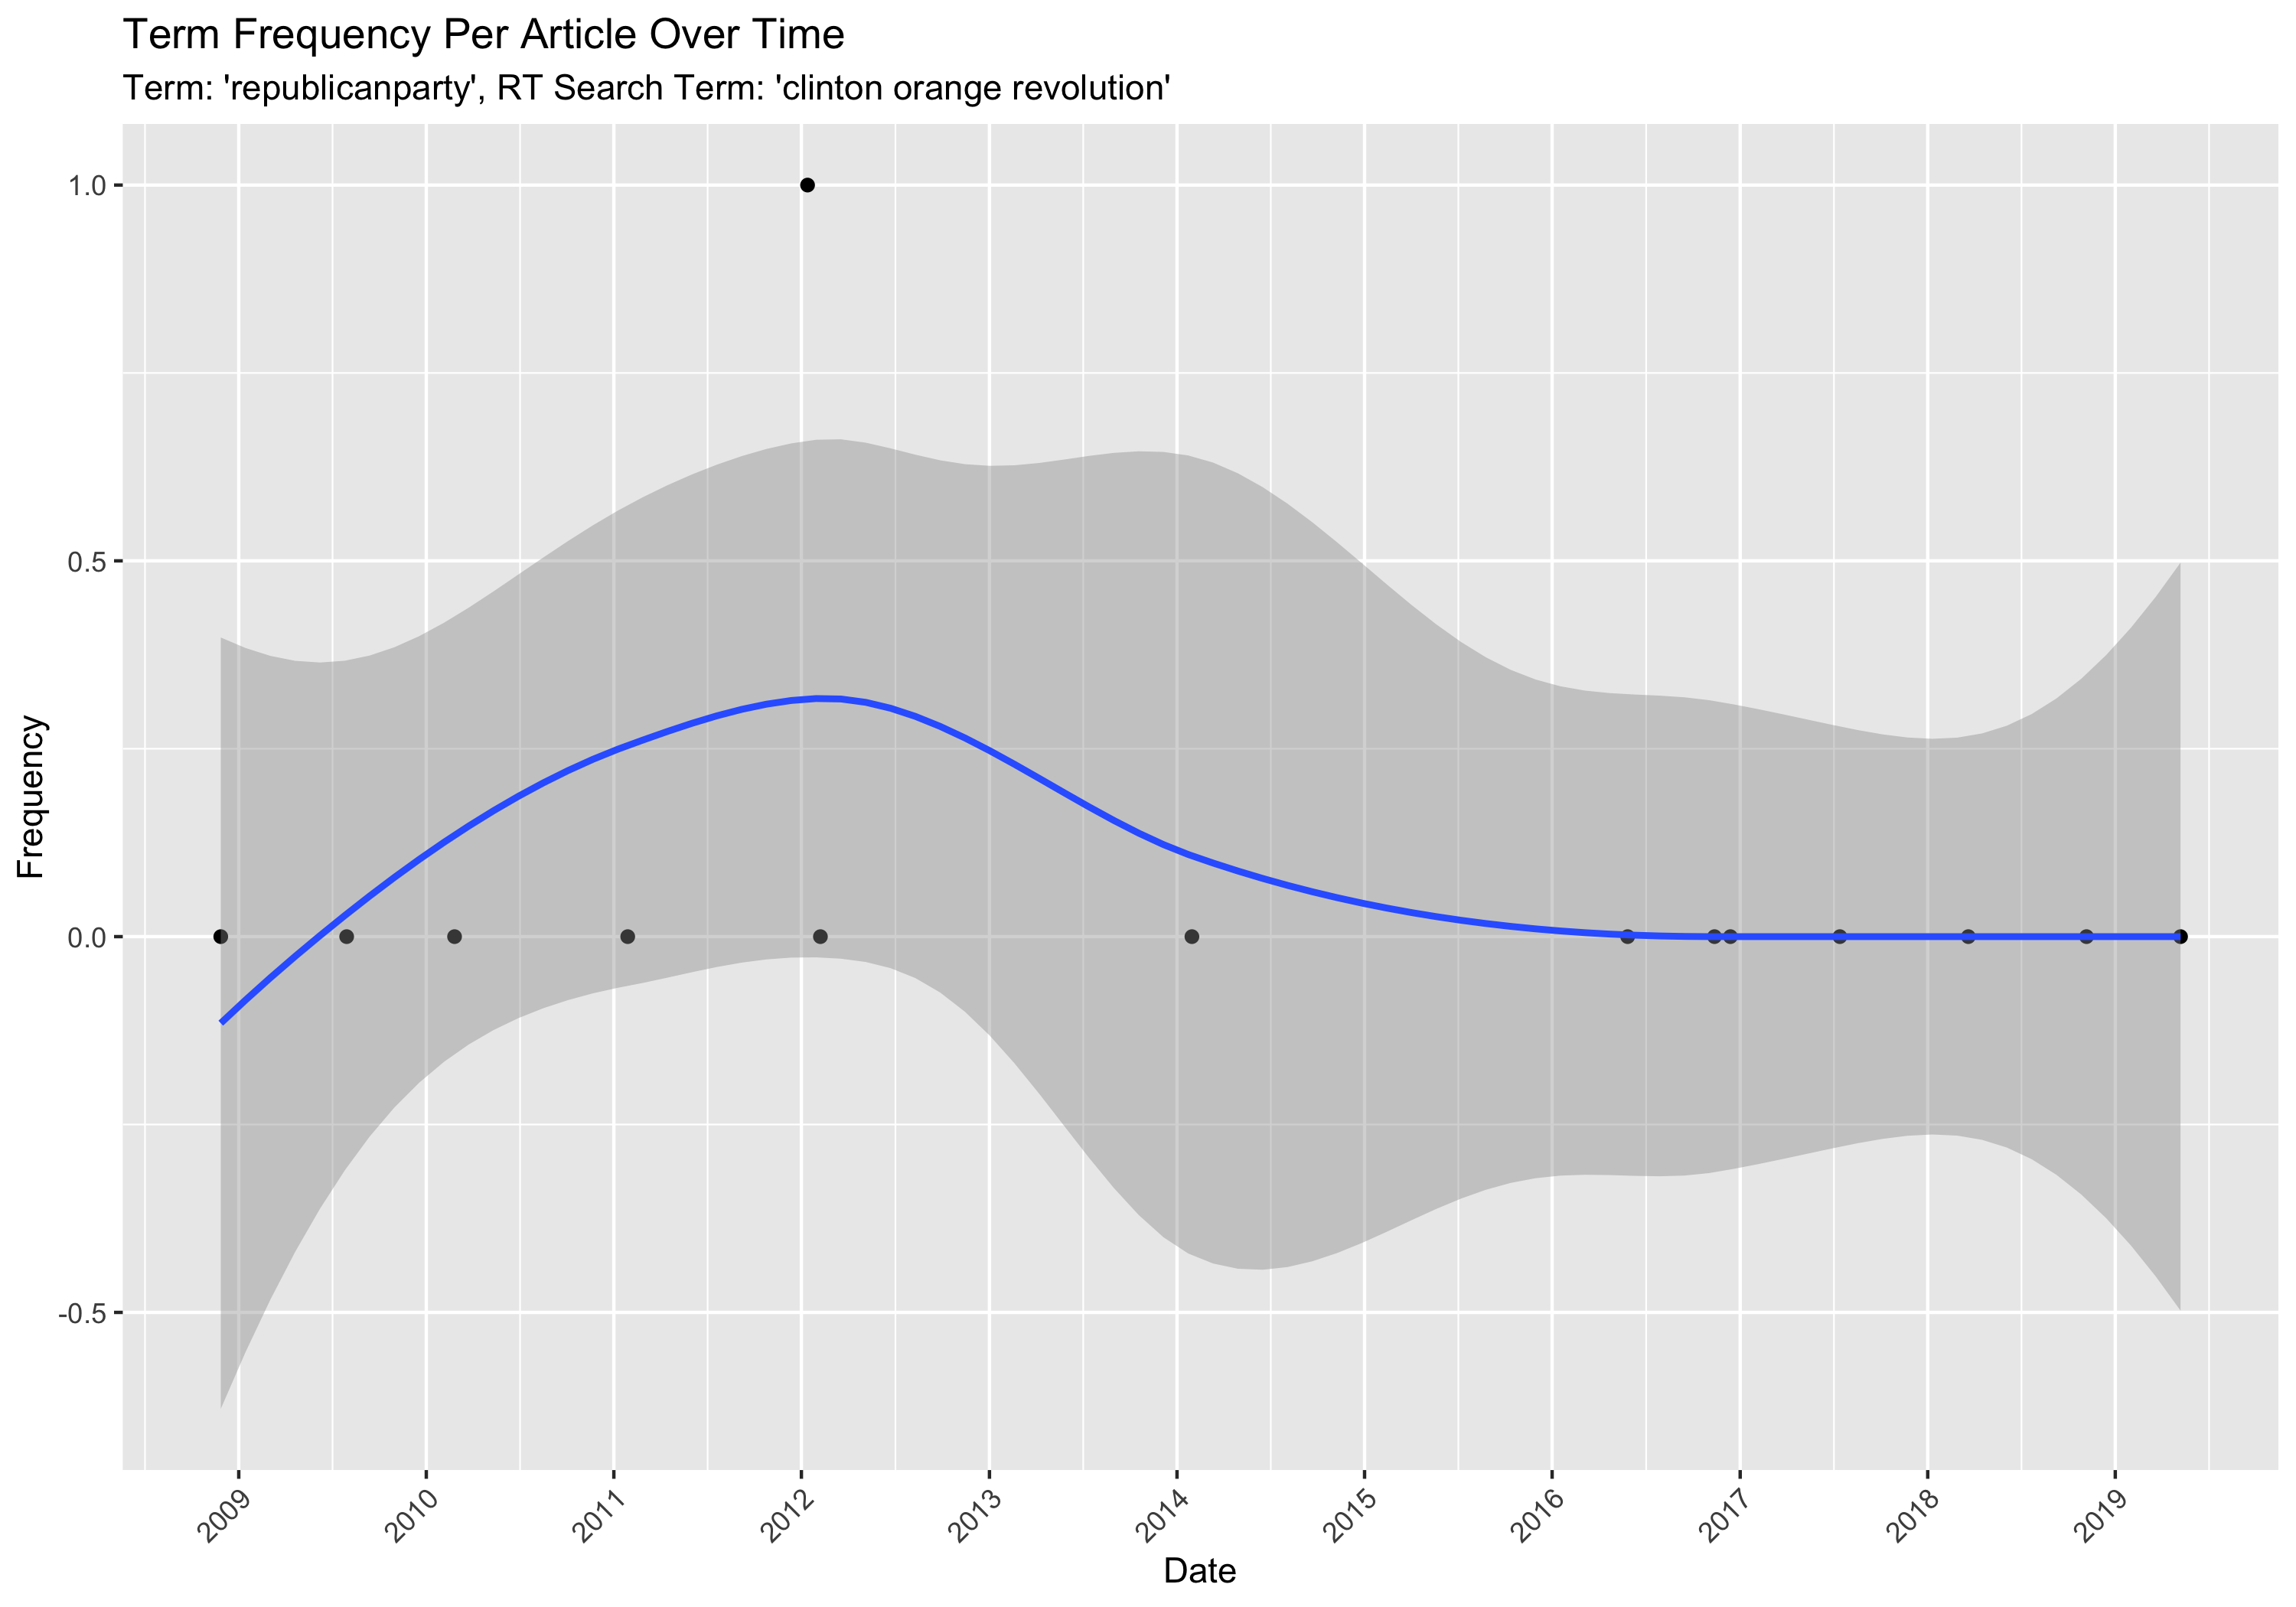 Term Frequency Per Article Over Time
Term: 'republicanparty', RT Search Term: 'clinton orange revolution'
1.0
0.5
0.0
-0.5
Frequency
2009 2010 2011 2012 2013 2014 2015 2016 2017 2018 2019
Date